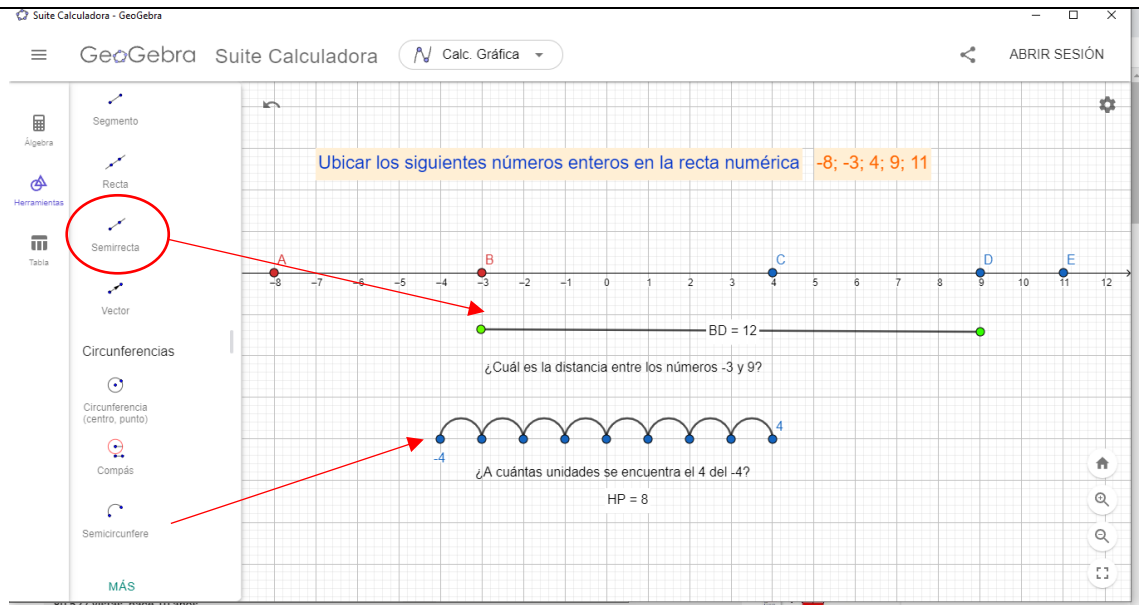 Suite Calculadora - GeoGebra
GeoGebra Suite Calculadora Calc. Gráfica ABRIR SESIÓN
Álgebra
Herramientas
Tabla
Segmento
Recta
Semirrecta
Vector
Circunferencias
Circunferencia
(centro, punto)
Compás
Semicircunfere
MÁS
Ubicar los siguientes números enteros en la recta numérica -8; -3; 4; 9; 11
A B C D E
-8 -7 -6 -5 -4 -3 -2 -1 0 1 2 3 4 5 6 7 8 9 10 11 12
BD = 12
¿Cuál es la distancia entre los números -3 y 9?
-4 4
¿A cuántas unidades se encuentra el 4 del -4?
HP = 8